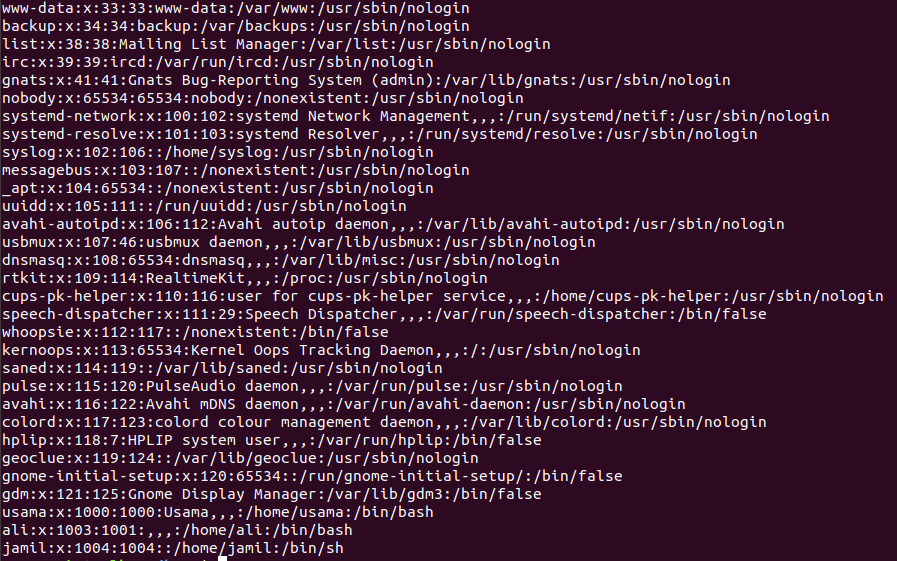 www-data:x:33:33:www-data:/var/www:/usr/sbin/nologin
backup:x:34:34:backup:/var/backups:/usr/sbin/nologin
list:x:38:38:Mailing List Manager:/var/list:/usr/sbin/nologin
irc:x:39:39:ircd:/var/run/ircd:/usr/sbin/nologin
gnats:x:41:41:Gnats Bug-Reporting System (admin):/var/lib/gnats:/usr/sbin/nologin
nobody:x:65534:65534:nobody:/nonexistent:/usr/sbin/nologin
systemd-network:x:100:102:systemd Network Management,,,:/run/systemd/netif:/usr/sbin/nologin
systemd-resolve:x:101:103:systemd Resolver,,,:/run/systemd/resolve:/usr/sbin/nologin
syslog:x:102:106::/home/syslog:/usr/sbin/nologin
messagebus:x:103:107::/nonexistent:/usr/sbin/nologin
_apt:x:104:65534::/nonexistent:/usr/sbin/nologin
uuidd:x:105:111::/run/uuidd:/usr/sbin/nologin
avahi-autoipd:x:106:112:Avahi autoip daemon,,,:/var/lib/avahi-autoipd:/usr/sbin/nologin
usbmux:x:107:46:usbmux daemon,,,:/var/lib/usbmux:/usr/sbin/nologin
dnsmasq:x:108:65534:dnsmasq,,,:/var/lib/misc:/usr/sbin/nologin
rtkit:x:109:114:RealtimeKit,,,:/proc:/usr/sbin/nologin
cups-pk-helper:x:110:116:user for cups-pk-helper service,,,:/home/cups-pk-helper:/usr/sbin/nologin
speech-dispatcher:x:111:29:Speech Dispatcher,,,:/var/run/speech-dispatcher:/bin/false
whoopsie:x:112:117::/nonexistent:/bin/false
kernoops:x:113:65534:Kernel Oops Tracking Daemon,,,:/:/usr/sbin/nologin
saned:x:114:119::/var/lib/saned:/usr/sbin/nologin
pulse:x:115:120:PulseAudio daemon,,,:/var/run/pulse:/usr/sbin/nologin
avahi:x:116:122:Avahi mDNS daemon,,,:/var/run/avahi-daemon:/usr/sbin/nologin
colord:x:117:123:colord colour management daemon,,,:/var/lib/colord:/usr/sbin/nologin
hplip:x:118:7:HPLIP system user,,,:/var/run/hplip:/bin/false
geoclue:x:119:124::/var/lib/geoclue:/usr/sbin/nologin
gnome-initial-setup:x:120:65534::/run/gnome-initial-setup/:/bin/false
gdm:x:121:125:Gnome Display Manager:/var/lib/gdm3:/bin/false
usama:x:1000:1000:Usama,,,:/home/usama:/bin/bash
ali:x:1003:1001:,,,:/home/ali:/bin/bash
jamil:x:1004:1004::/home/jamil:/bin/sh